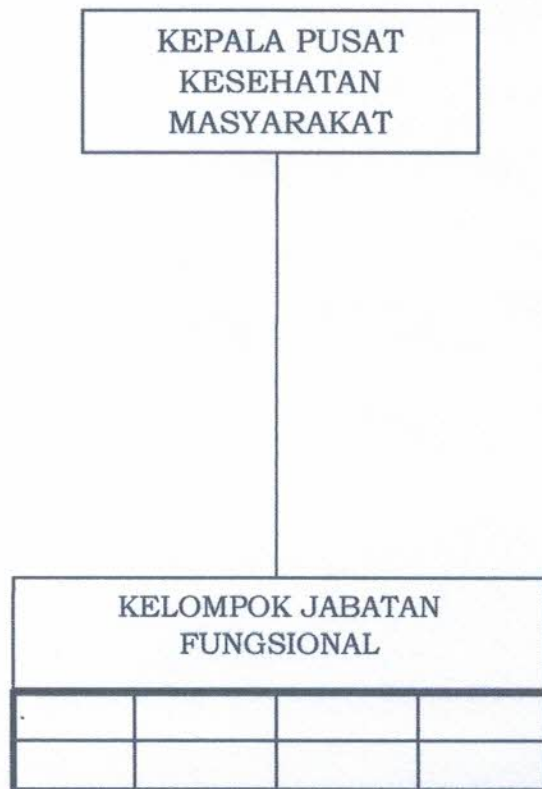 KEPALA PUSAT
KESEHATAN
MASYARAKAT
KELOMPOK JABATAN
FUNGSIONAL